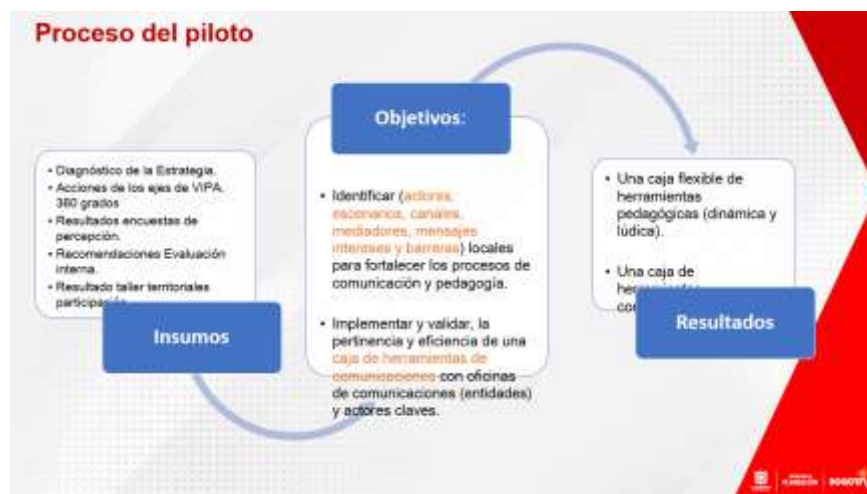 Proceso del piloto
• Diagnóstico de la Estrategia.
• Acciones de los ejes de VIPA.
360 grados
• Resultados encuestas de
percepción.
• Recomendaciones Evaluación
interna.
• Resultado taller territoriales
Insumos
Objetivos:
• Identificar (actores,
escenarios, canales,
mediadores, mensajes
intereses y barreras) locales
para fortalecer los procesos de
comunicación y pedagogía.
• Implementar y validar, la
pertinencia y eficiencia de una
caja de herramientas de
comunicaciones con oficinas
de comunicaciones (entidades)
y actores claves.
• Una caja flexible de
herramientas
pedagógicas (dinámica y
lúdica).
• Una caja de
Resultados
PLANEACIÓN
BOGOTÁ